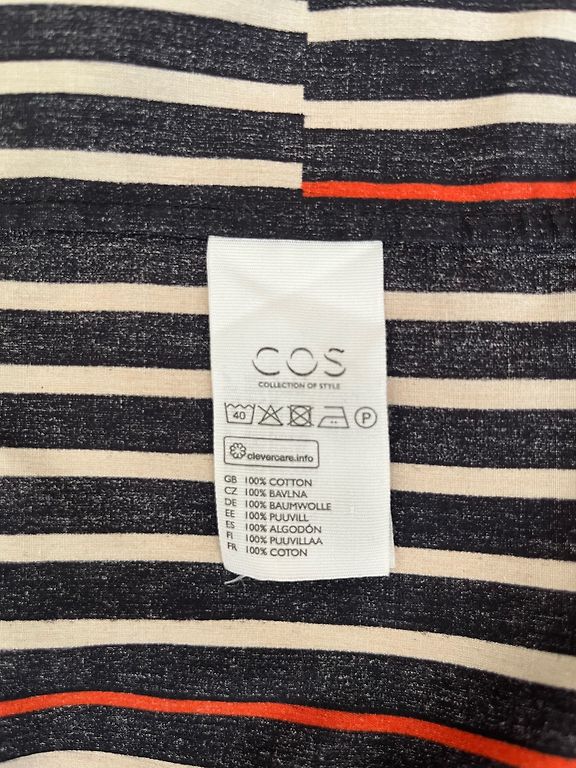 COS
COLLECTION OF STYLE
40 P
clevercare.info
GB 100% COTTON
CZ 100% BAVLNA
DE 100% BAUMWOLLE
EE 100% PUUVILL
ES 100% ALGODÓN
FI 100% PUUVILLAA
FR 100% COTON